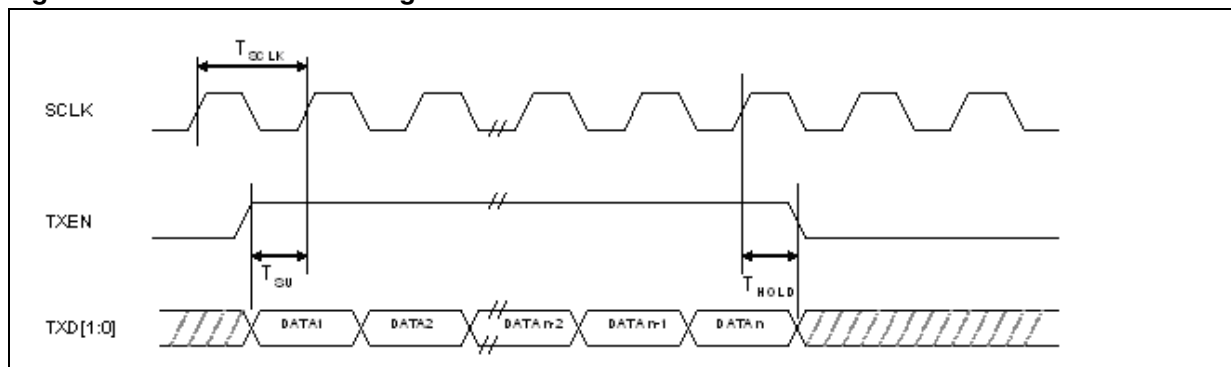 T SCLK
SCLK
TXEN
T SU
T HOLD
TXD[1:0]
DATA1
DATA2
DATA n-2
DATA n-1
DATA n